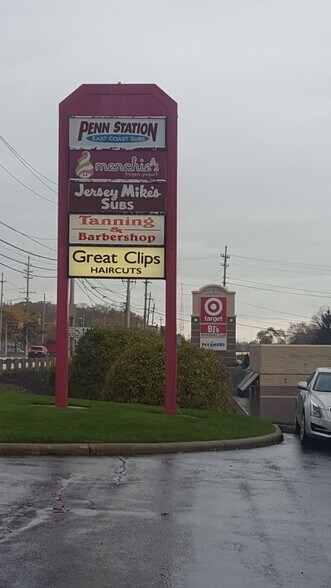 PENN STATION
EAST COAST SUBS
menchie's
frozen yogurt
JERSEY MIKE'S
SUBS
Tanning
&
Barbershop
Great Clips
HAIRCUTS
target
BJ's
PETSMART